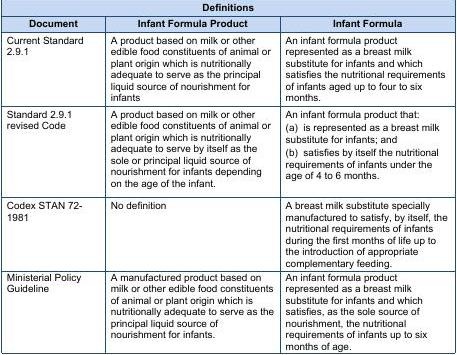 Definitions
Document Infant Formula Product Infant Formula
Current Standard
2.9.1
A product based on milk or other
edible food constituents of animal or
plant origin which is nutritionally
adequate to serve as the principal
liquid source of nourishment for
infants
An infant formula product
represented as a breast milk
substitute for infants and which
satisfies the nutritional requirements
of infants aged up to four to six
months.
Standard 2.9.1
revised Code
A product based on milk or other
edible food constituents of animal or
plant origin which is nutritionally
adequate to serve by itself as the
sole or principal liquid source of
nourishment for infants depending
on the age of the infant.
An infant formula product that:
(a) is represented as a breast milk
substitute for infants; and
(b) satisfies by itself the nutritional
requirements of infants under the
age of 4 to 6 months.
Codex STAN 72-
1981
No definition
A breast milk substitute specially
manufactured to satisfy, by itself, the
nutritional requirements of infants
during the first months of life up to
the introduction of appropriate
complementary feeding.
Ministerial Policy
Guideline
A manufactured product based on
milk or other edible food constituents
of animal or plant origin which is
nutritionally adequate to serve as the
principal liquid source of
nourishment for infants.
An infant formula product
represented as a breast milk
substitute for infants and which
satisfies, as the sole source of
nourishment, the nutritional
requirements of infants up to six
months of age.